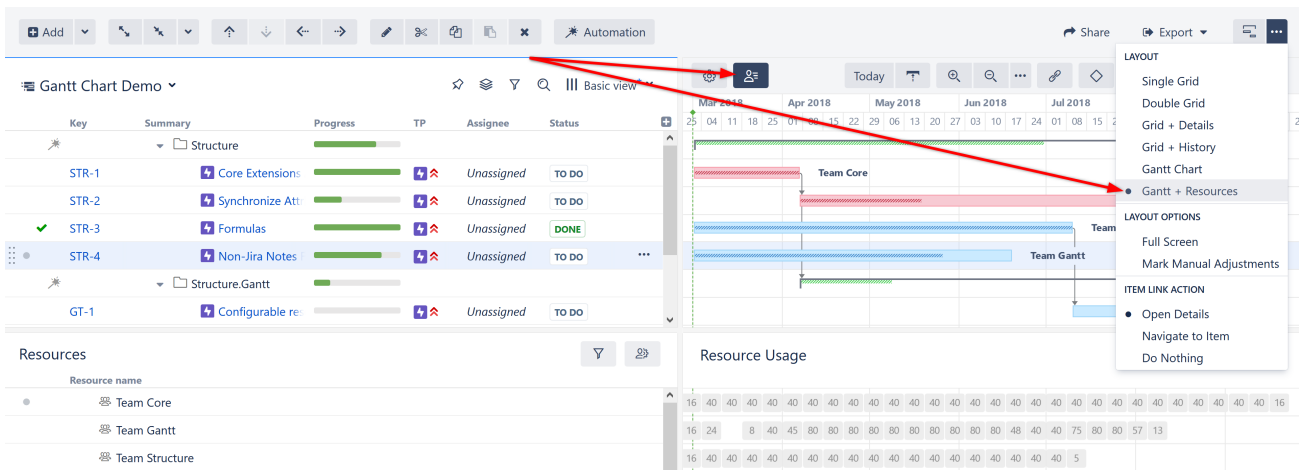 Add Automation Share Export
Gantt Chart Demo Basic view Today
Mar 2018 Apr 2018 May 2018 Jun 2018 Jul 2018
Key Summary Progress TP Assignee Status 25 04 11 18 25 01 08 15 22 29 06 13 20 27 03 10 17 24 01 08 15
Structure
STR-1 Core Extensions Unassigned TO DO Team Core
STR-2 Synchronize Att Unassigned TO DO
STR-3 Formulas Unassigned DONE Team
STR-4 Non-Jira Notes Unassigned TO DO ••• Team Gantt
Structure.Gantt
GT-1 Configurable re Unassigned TO DO
LAYOUT
Single Grid
Double Grid
Grid + Details
Grid + History
Gantt Chart
Gantt + Resources
LAYOUT OPTIONS
Full Screen
Mark Manual Adjustments
ITEM LINK ACTION
Open Details
Navigate to Item
Do Nothing
Resources Resource Usage
Resource name
Team Core 16 40 40 40 40 40 40 40 40 40 40 40 40 40 40 40 40 40 40 40 40 40 40 40 40 40 40 40 40 16
Team Gantt 16 24 8 40 45 80 80 80 80 80 80 80 80 80 80 48 40 40 75 80 80 57 13
Team Structure 16 40 40 40 40 40 40 40 40 40 40 40 40 40 40 40 40 40 40 5